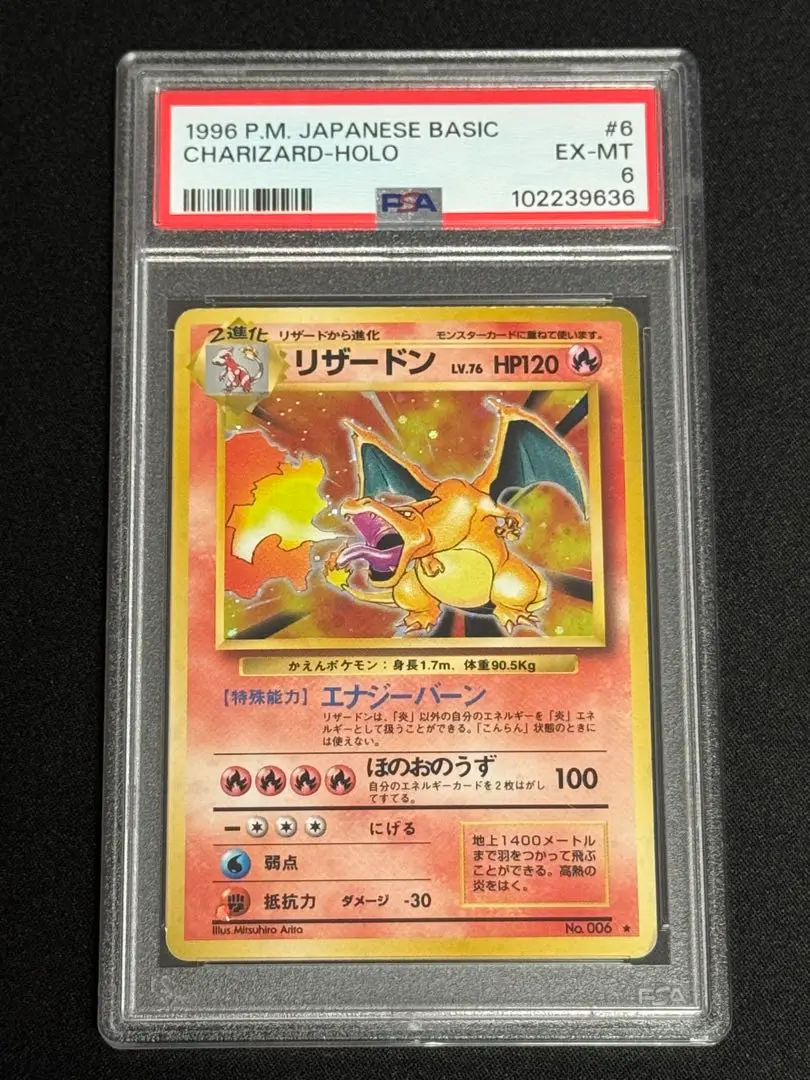 1996 P.M. JAPANESE BASIC #6
CHARIZARD-HOLO EX-MT
6
PSA 102239636
2進化 リザードから進化 モンスターカードに重ねて使います。
リザードン LV.76 HP120
かえんポケモン:身長1.7m、体重90.5Kg
【特殊能力】エナジーバーン
リザードンは、「炎」以外の自分のエネルギーを「炎」エネ
ルギーとして扱うことができる。「こんらん」状態のときに
は使えない。
ほのおのうず 100
自分のエネルギーカードを2枚はがし
てすてる。
にげる
弱点
抵抗力 ダメージ -30
地上1400メートル
まで羽をつかって飛ぶ
ことができる。高熱の
炎をはく。
Illus.Mitsuhiro Arita No.006 ★
PSA